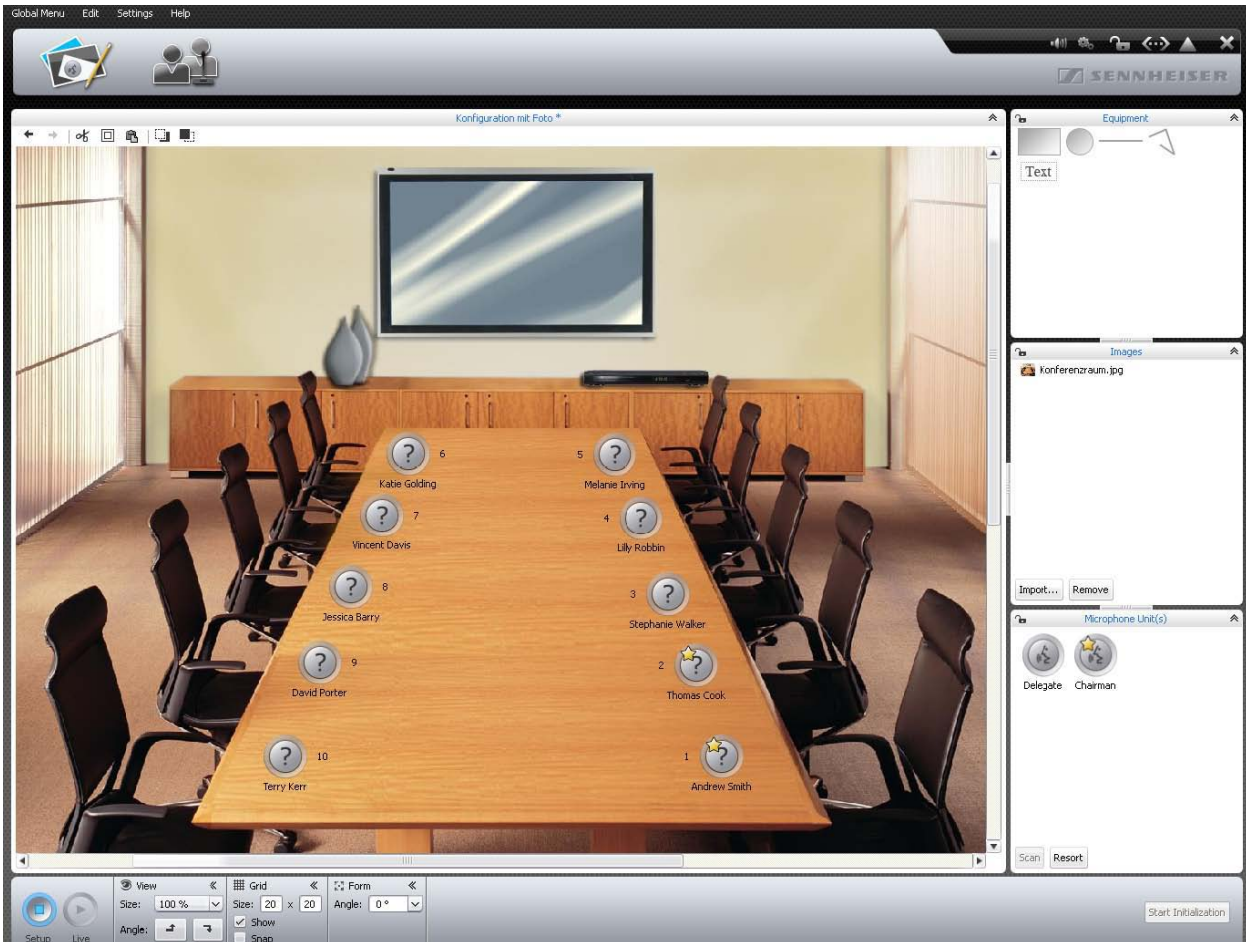 Global Menu Edit Settings Help
SENNHEISER
Konfiguration mit Foto *
Equipment
Text
Images
Konferenzraum.jpg
Import... Remove
Microphone Unit(s)
Delegate Chairman
Scan Resort
6 5
Katie Golding Melanie Irving
7 4
Vincent Davis Lilly Robbin
8 3
Jessica Barry Stephanie Walker
9 2
David Porter Thomas Cook
10 1
Terry Kerr Andrew Smith
View Grid Form
Size: 100 % Size: 20 x 20 Angle: 0 °
Show
Angle:
Snap
Setup Live
Start Initialization